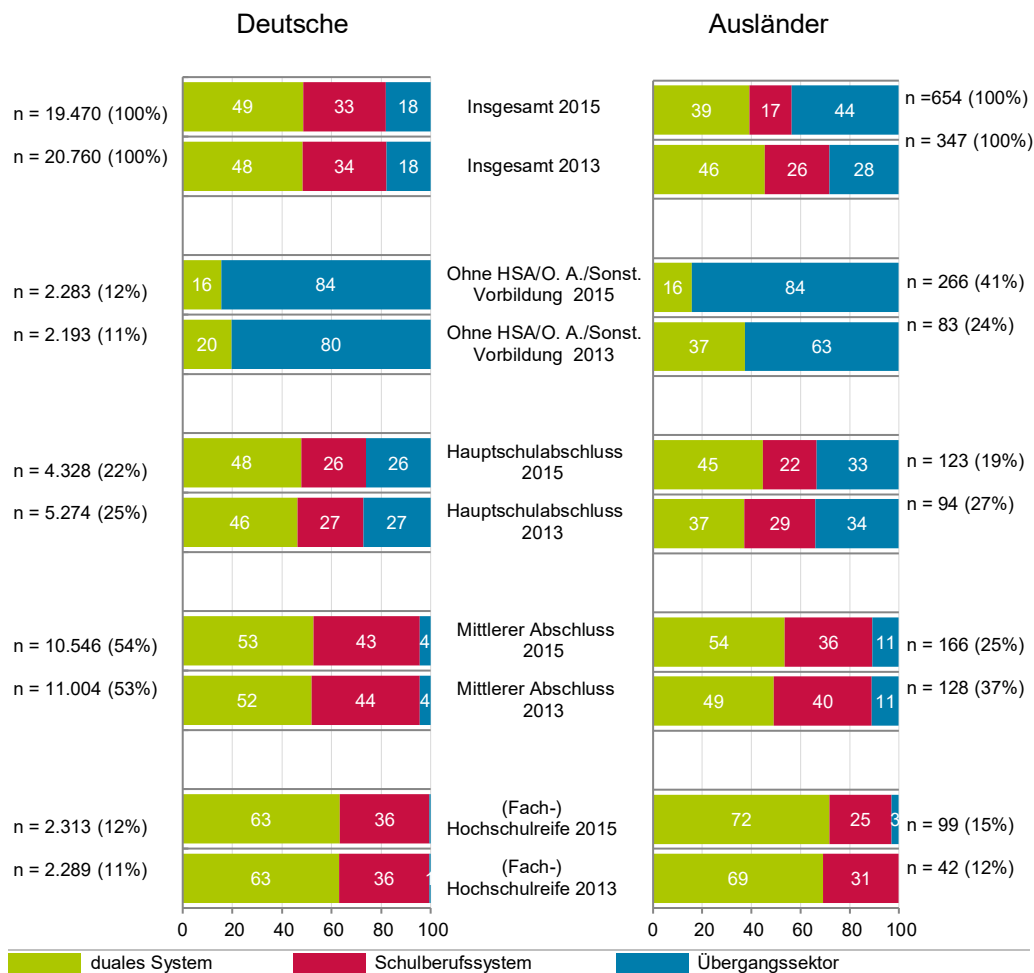 Deutsche
Ausländer
n = 19.470 (100%)
49 33 18
Insgesamt 2015
39 17 44
n =654 (100%)
n = 20.760 (100%)
48 34 18
Insgesamt 2013
46 26 28
n = 347 (100%)
n = 2.283 (12%)
16 84
Ohne HSA/O. A./Sonst.
Vorbildung 2015
16 84
n = 266 (41%)
n = 2.193 (11%)
20 80
Ohne HSA/O. A./Sonst.
Vorbildung 2013
37 63
n = 83 (24%)
n = 4.328 (22%)
48 26 26
Hauptschulabschluss
2015
45 22 33
n = 123 (19%)
n = 5.274 (25%)
46 27 27
Hauptschulabschluss
2013
37 29 34
n = 94 (27%)
n = 10.546 (54%)
53 43 4
Mittlerer Abschluss
2015
54 36 11
n = 166 (25%)
n = 11.004 (53%)
52 44 4
Mittlerer Abschluss
2013
49 40 11
n = 128 (37%)
n = 2.313 (12%)
63 36
(Fach-)
Hochschulreife 2015
72 25 3
n = 99 (15%)
n = 2.289 (11%)
63 36
(Fach-)
Hochschulreife 2013
69 31
n = 42 (12%)
0 20 40 60 80 100
0 20 40 60 80 100
duales System
Schulberufssystem
Übergangssektor